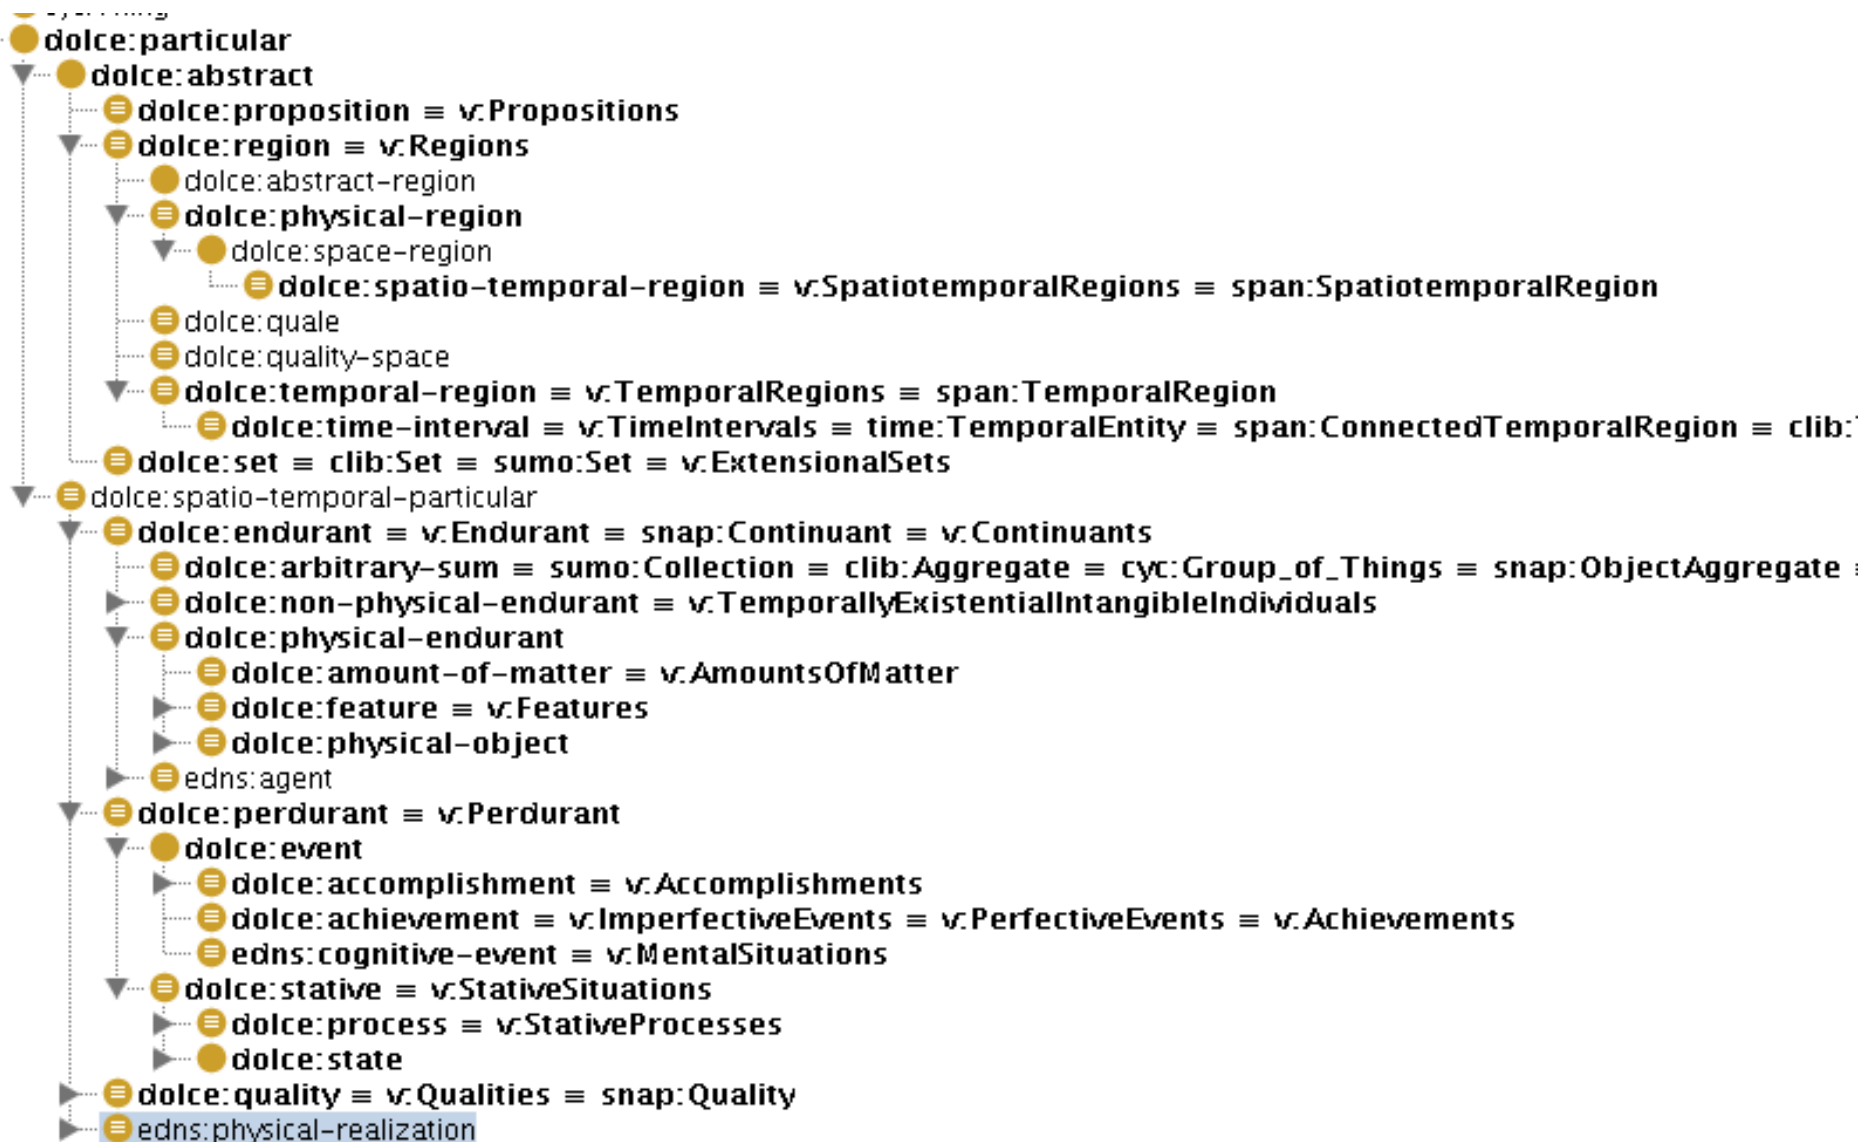 dolce:particular
dolce:abstract
dolce:proposition ≡ v:Propositions
dolce:region ≡ v:Regions
dolce:abstract-region
dolce:physical-region
dolce:space-region
dolce:spatio-temporal-region ≡ v:SpatiotemporalRegions ≡ span:SpatiotemporalRegion
dolce:quale
dolce:quality-space
dolce:temporal-region ≡ v:TemporalRegions ≡ span:TemporalRegion
dolce:time-interval ≡ v:TimeIntervals ≡ time:TemporalEntity ≡ span:ConnectedTemporalRegion ≡ clib:
dolce:set ≡ clib:Set ≡ sumo:Set ≡ v:ExtensionalSets
dolce:spatio-temporal-particular
dolce:endurant ≡ v:Endurant ≡ snap:Continuant ≡ v:Continuants
dolce:arbitrary-sum ≡ sumo:Collection ≡ clib:Aggregate ≡ cyc:Group_of_Things ≡ snap:ObjectAggregate
dolce:non-physical-endurant ≡ v:TemporallyExistentialIntangibleIndividuals
dolce:physical-endurant
dolce:amount-of-matter ≡ v:AmountsOfMatter
dolce:feature ≡ v:Features
dolce:physical-object
edns:agent
dolce:perdurant ≡ v:Perdurant
dolce:event
dolce:accomplishment ≡ v:Accomplishments
dolce:achievement ≡ v:ImperfectiveEvents ≡ v:PerfectiveEvents ≡ v:Achievements
edns:cognitive-event ≡ v:MentalSituations
dolce:stative ≡ v:StativeSituations
dolce:process ≡ v:StativeProcesses
dolce:state
dolce:quality ≡ v:Qualities ≡ snap:Quality
edns:physical-realization